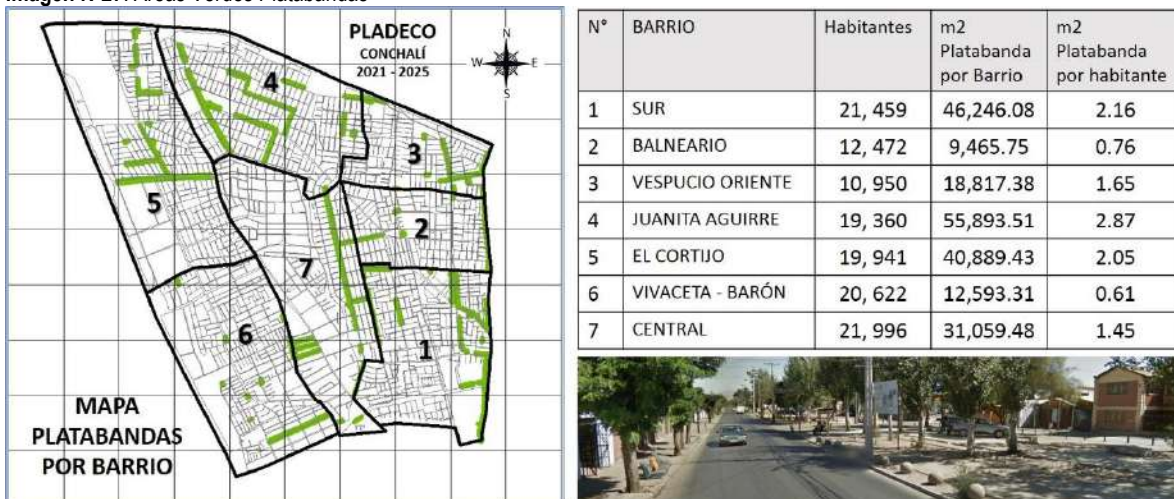 PLADECO
CONCHALÍ
2021 - 2025
N
W
E
S
4
3
5
2
7
6
1
MAPA
PLATABANDAS
POR BARRIO
N° BARRIO Habitantes m2 Platabanda por Barrio m2 Platabanda por habitante
1 SUR 21, 459 46,246.08 2.16
2 BALNEARIO 12, 472 9,465.75 0.76
3 VESPUCIO ORIENTE 10, 950 18,817.38 1.65
4 JUANITA AGUIRRE 19, 360 55,893.51 2.87
5 EL CORTIJO 19, 941 40,889.43 2.05
6 VIVACETA - BARÓN 20, 622 12,593.31 0.61
7 CENTRAL 21, 996 31,059.48 1.45